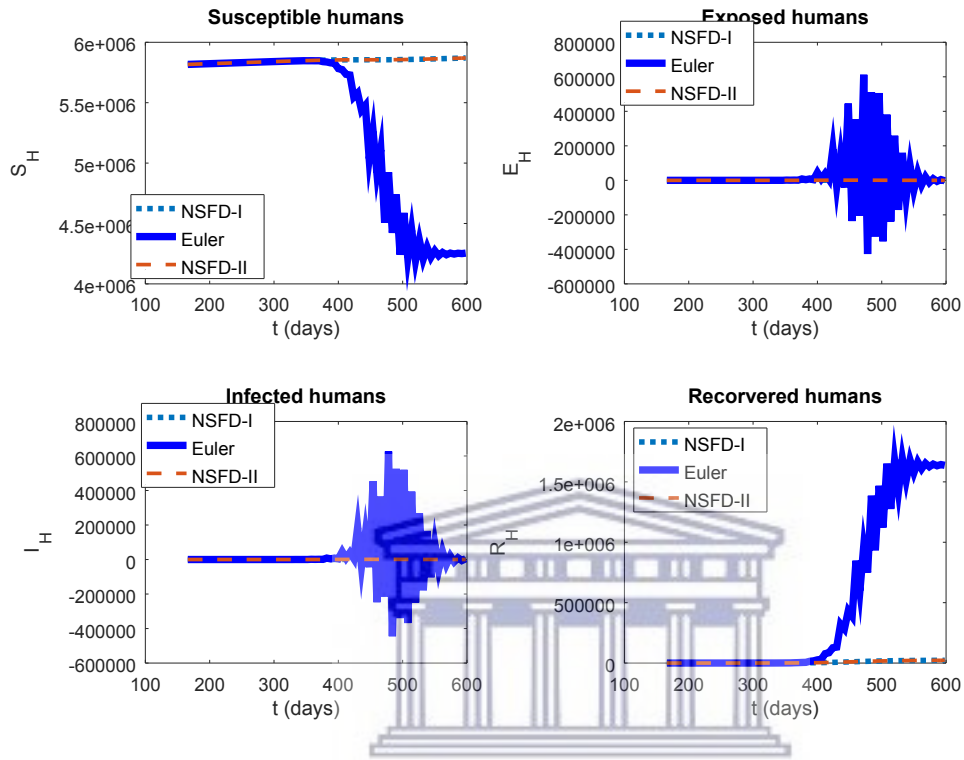 Susceptible humans
6e+006
5.5e+006
5e+006
4.5e+006
4e+006
S_H
NSFD-I
Euler
NSFD-II
100 200 300 400 500 600
t (days)
Exposed humans
800000
600000
400000
200000
0
-200000
-400000
-600000
E_H
NSFD-I
Euler
NSFD-II
100 200 300 400 500 600
t (days)
Infected humans
800000
600000
400000
200000
0
-200000
-400000
-600000
I_H
NSFD-I
Euler
NSFD-II
100 200 300 400 500 600
t (days)
Recorvered humans
2e+006
1.5e+006
1e+006
500000
0
R_H
NSFD-I
Euler
NSFD-II
100 200 300 400 500 600
t (days)